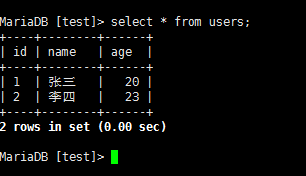 MariaDB [test]> select * from users;
+----+--------+------+
| id | name   | age  |
+----+--------+------+
| 1 | 张三 | 20 |
| 2 | 李四 | 23 |
+----+--------+------+
2 rows in set (0.00 sec)
MariaDB [test]>